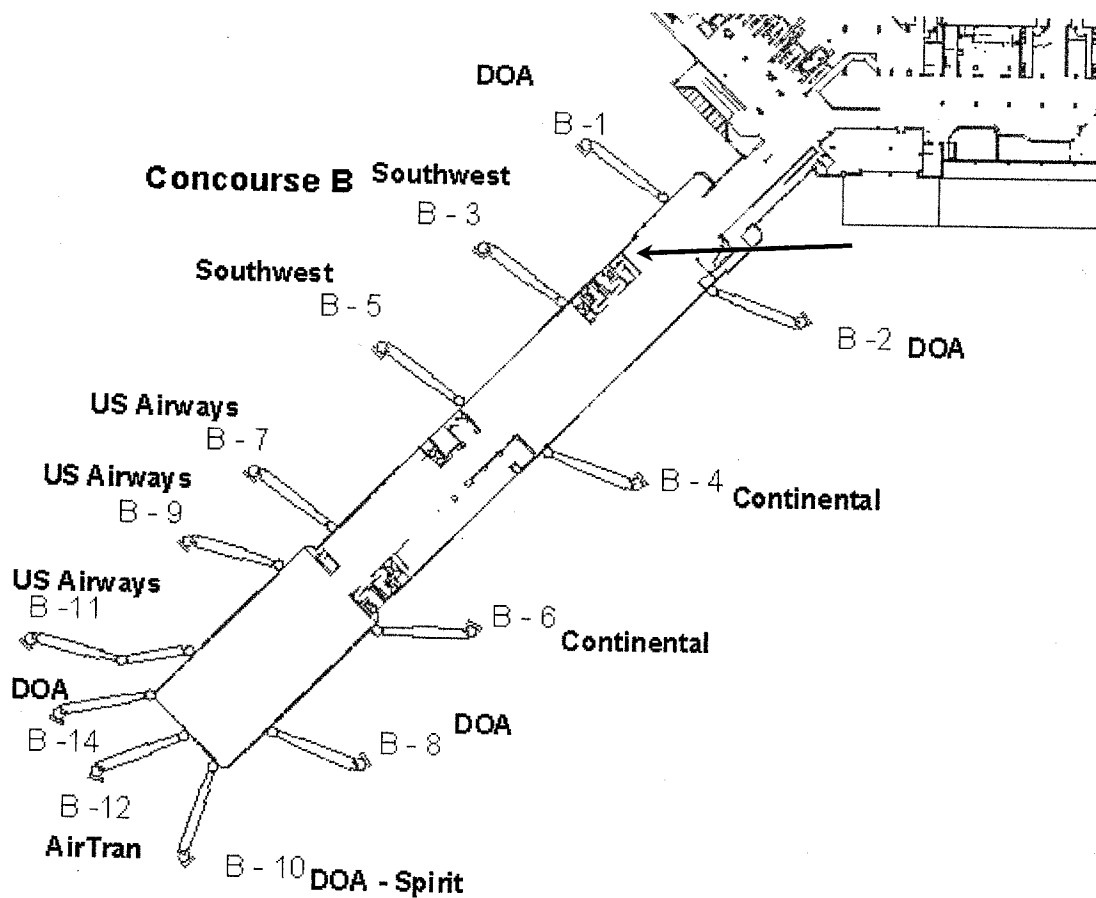 DOA
B -1
Concourse B
Southwest
B - 3
Southwest
B - 5
B -2 DOA
US Airways
B - 7
US Airways
B - 9
B - 4 Continental
US Airways
B -11
B - 6 Continental
DOA
B -14
B - 8 DOA
B -12
AirTran
B - 10 DOA - Spirit